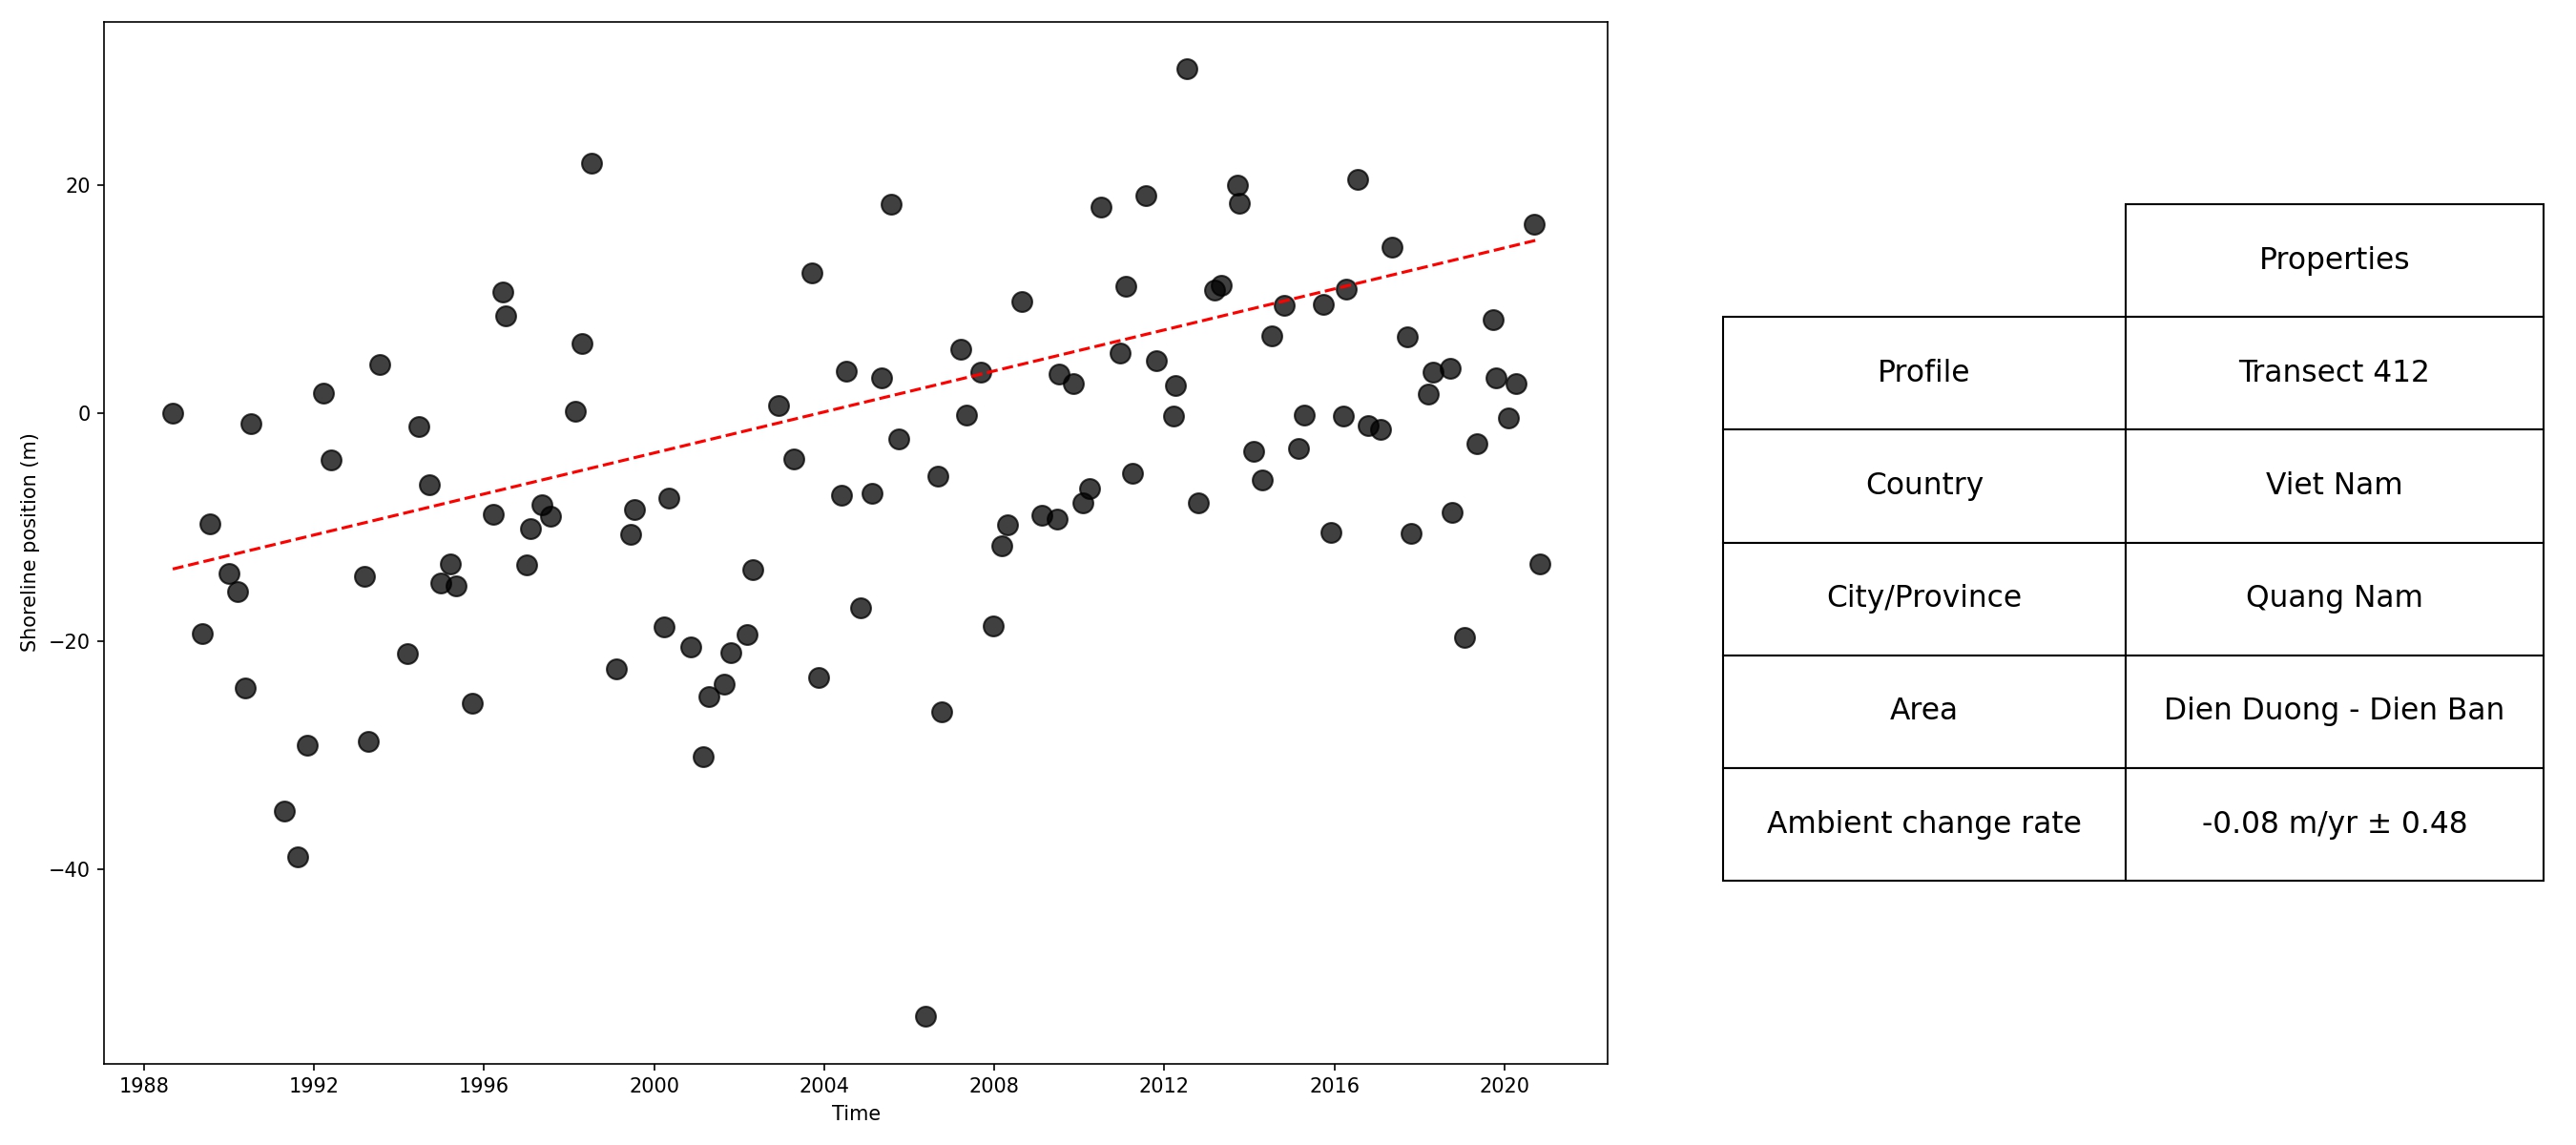 Shoreline position (m)
20
0
−20
−40
1988 1992 1996 2000 2004 2008 2012 2016 2020
Time
Properties
Profile Transect 412
Country Viet Nam
City/Province Quang Nam
Area Dien Duong - Dien Ban
Ambient change rate -0.08 m/yr ± 0.48